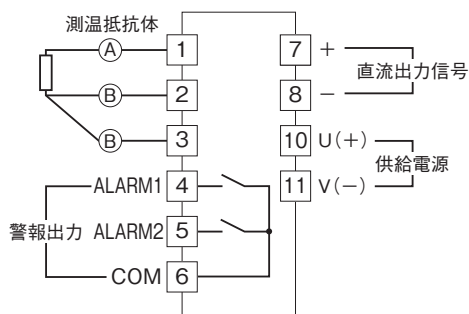 測温抵抗体
A 1
B 2
B 3
ALARM1 4
警報出力 ALARM2 5
COM 6
7 +
直流出力信号
8 −
10 U(+)
供給電源
11 V(−)